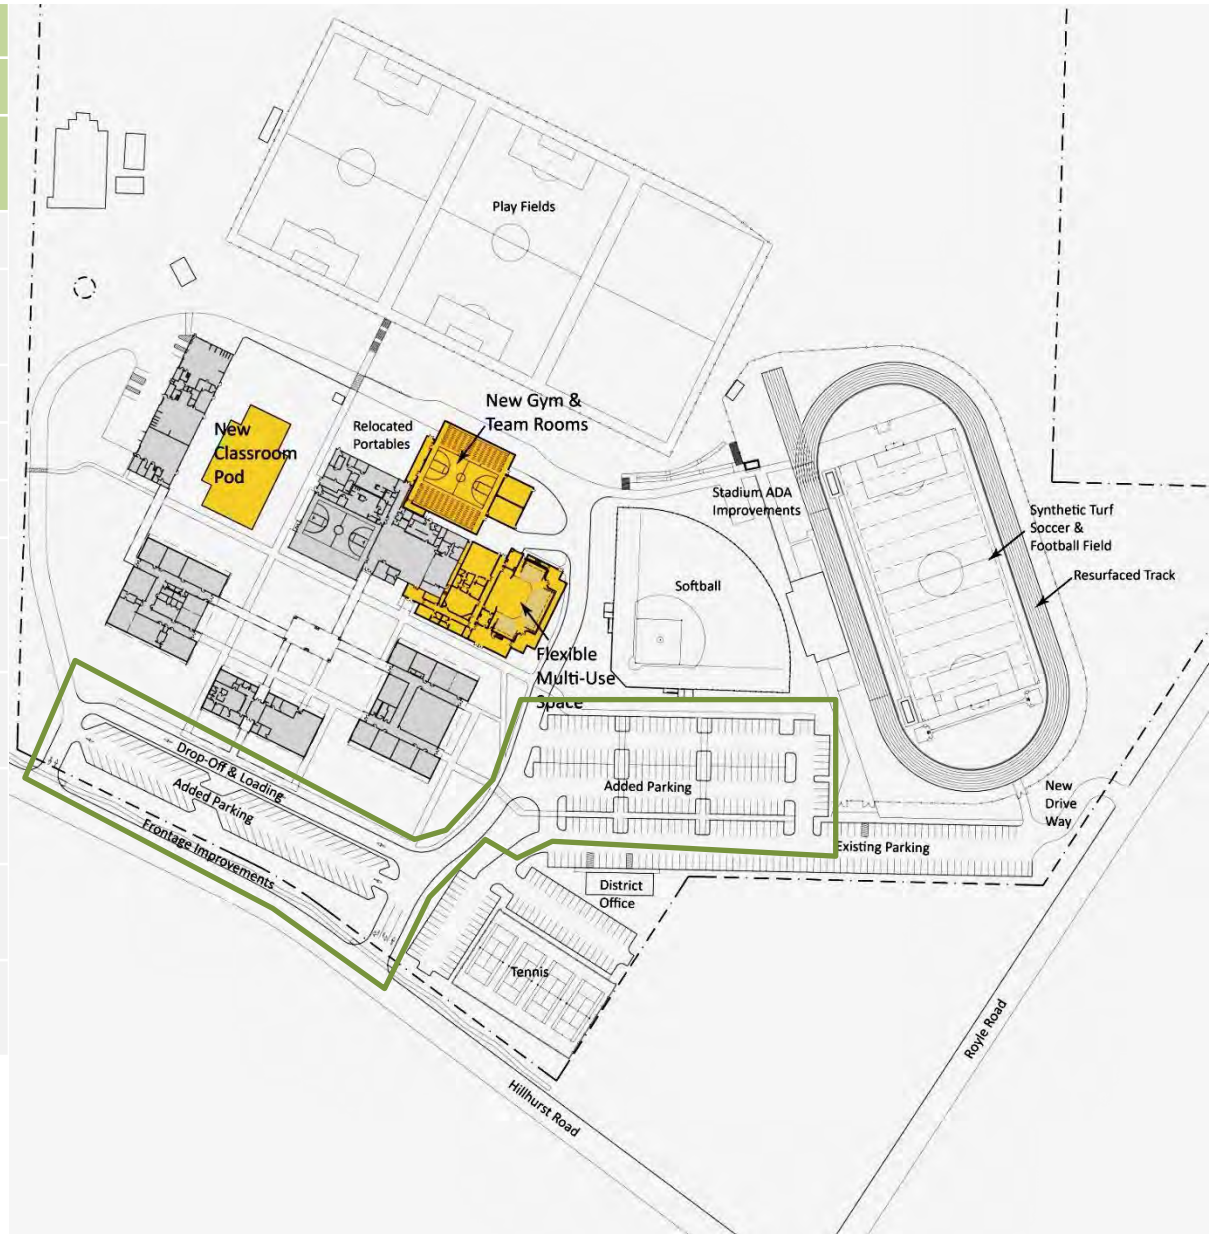 Play Fields
New Gym &
Team Rooms
Relocated
Portables
New
Classroom
Pod
Stadium ADA
Improvements
Synthetic Turf
Soccer &
Football Field
Resurfaced Track
Softball
Flexible
Multi-Use
Space
Drop-Off & Loading
Added Parking
Frontage Improvements
Added Parking
New
Drive
Way
Existing Parking
District
Office
Tennis
Royle Road
Hillhurst Road